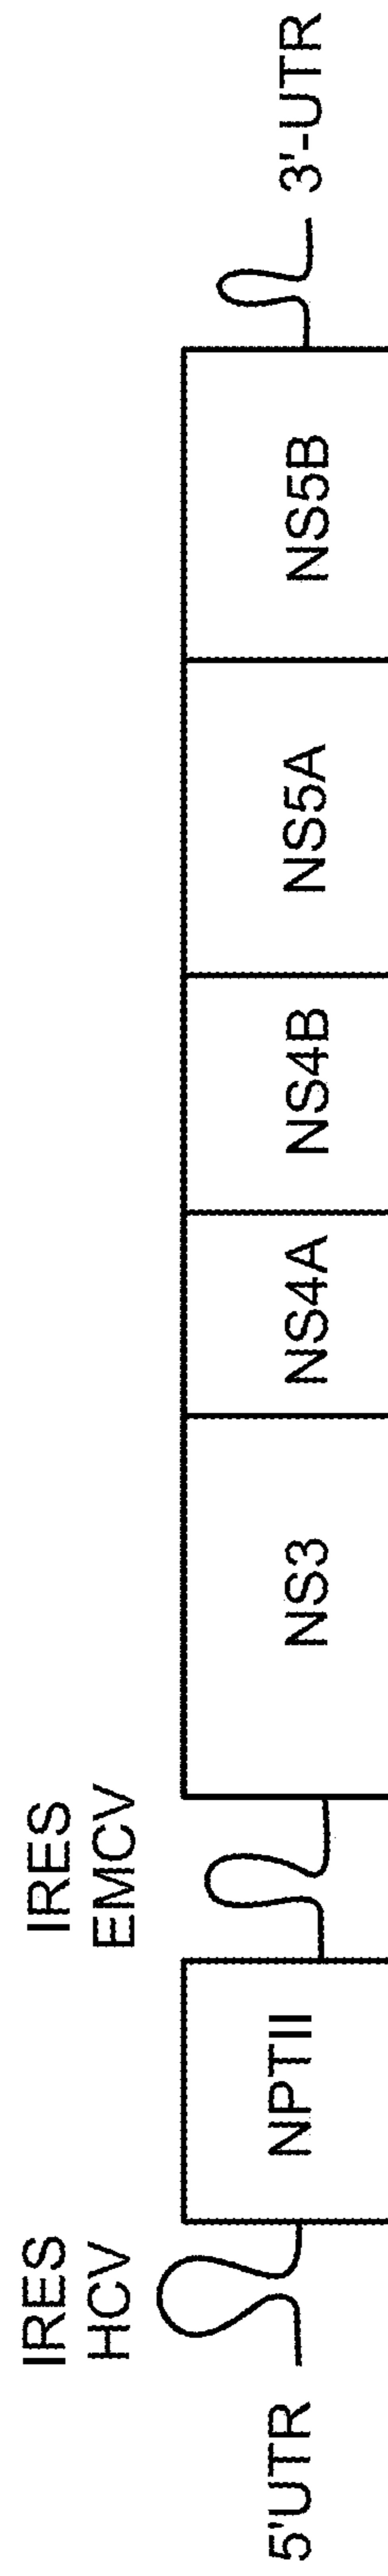 5'UTR
IRES
HCV
NPTII
IRES
EMCV
NS3
NS4A
NS4B
NS5A
NS5B
3'-UTR